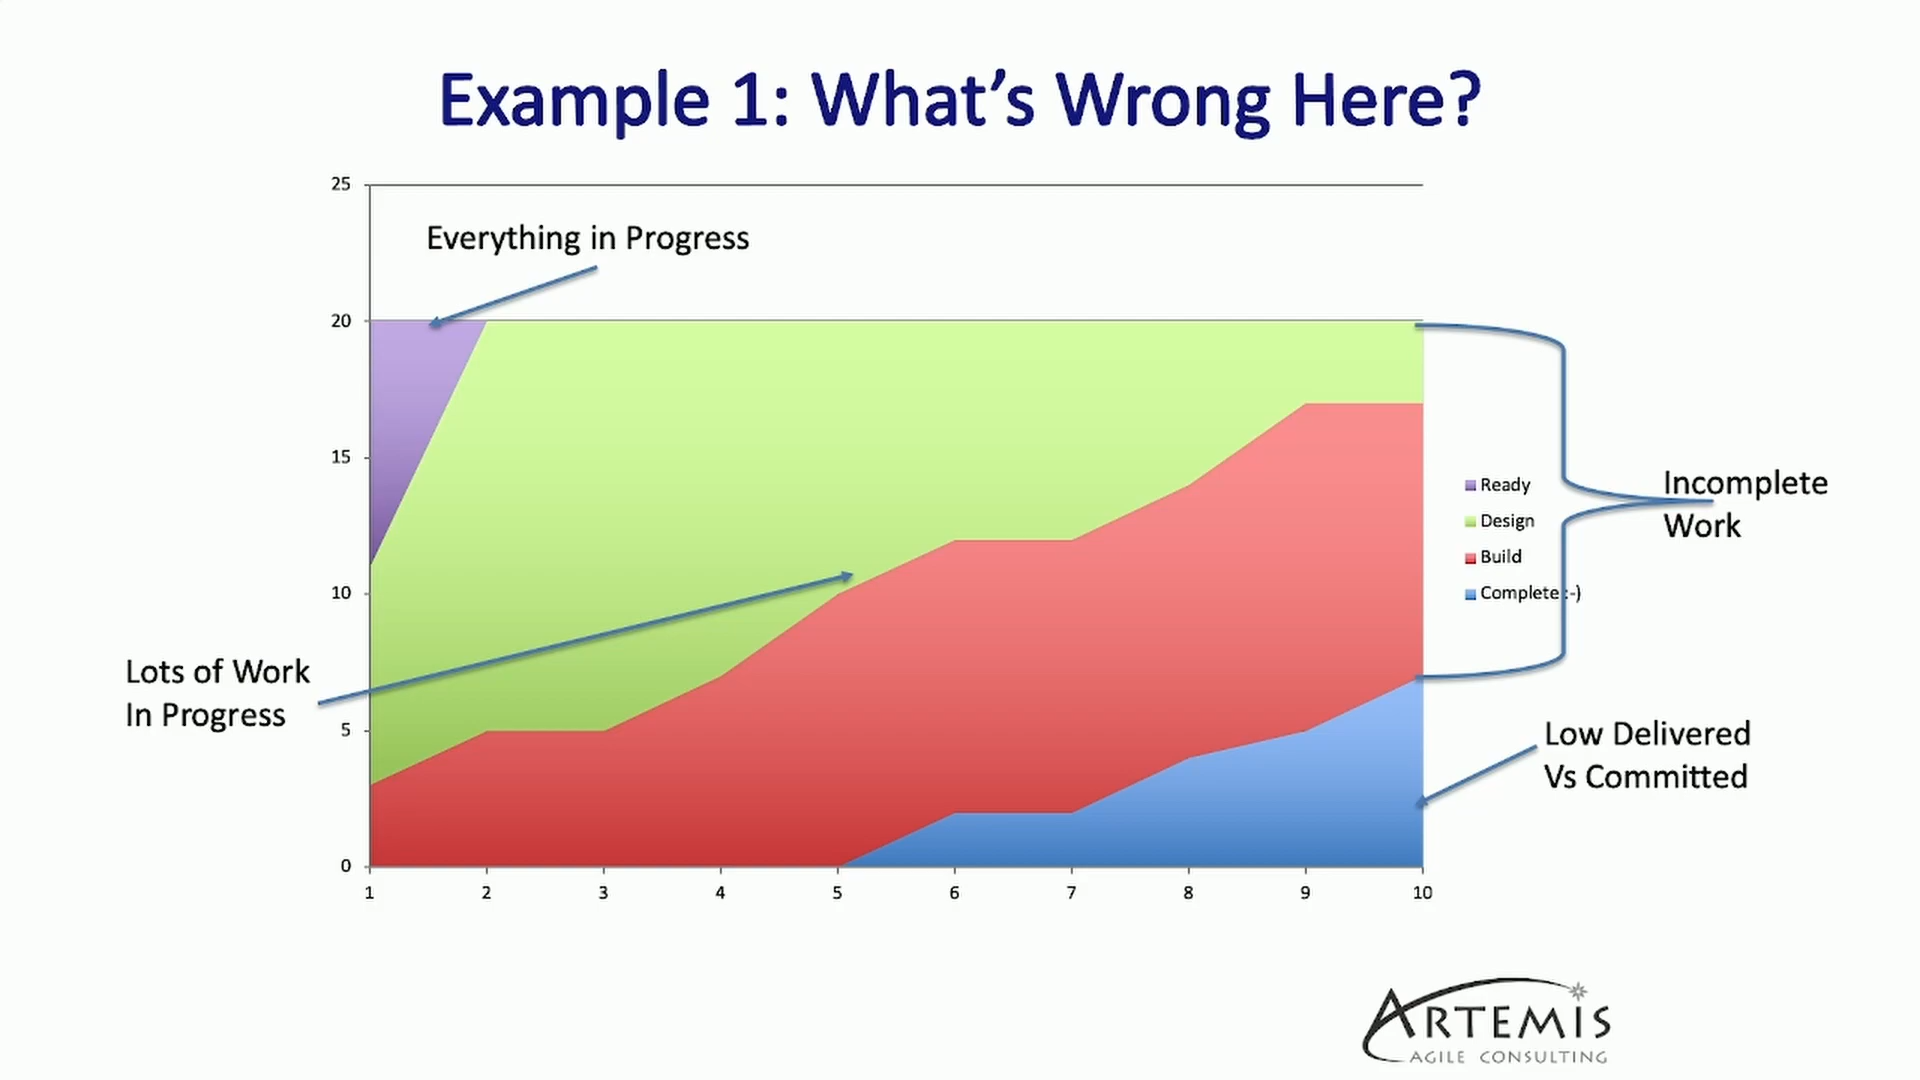 Example 1: What's Wrong Here?
25
Everything in Progress
20
15
10
5
0
Lots of Work
In Progress
1 2 3 4 5 6 7 8 9 10
Ready
Design
Build
Complete :-)
Incomplete
Work
Low Delivered
Vs Committed
ARTEMIS
AGILE CONSULTING